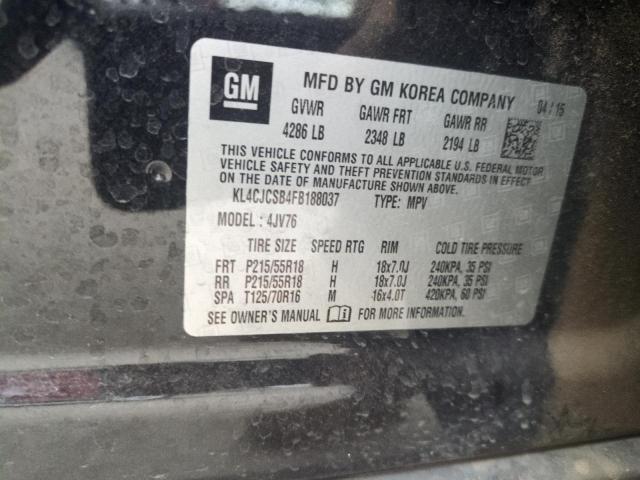 GM
MFD BY GM KOREA COMPANY 04 / 15
GVWR GAWR FRT GAWR RR
4286 LB 2348 LB 2194 LB
THIS VEHICLE CONFORMS TO ALL APPLICABLE U.S. FEDERAL MOTOR
VEHICLE SAFETY AND THEFT PREVENTION STANDARDS IN EFFECT ON
THE DATE OF MANUFACTURE SHOWN ABOVE.
KL4CJCSB4FB188037 TYPE: MPV
MODEL : 4JV76
TIRE SIZE SPEED RTG RIM COLD TIRE PRESSURE
FRT P215/55R18 H 18x7.0J 240KPA, 35 PSI
RR P215/55R18 H 18x7.0J 240KPA, 35 PSI
SPA T125/70R16 M 16x4.0T 420KPA, 60 PSI
SEE OWNER'S MANUAL FOR MORE INFORMATION.